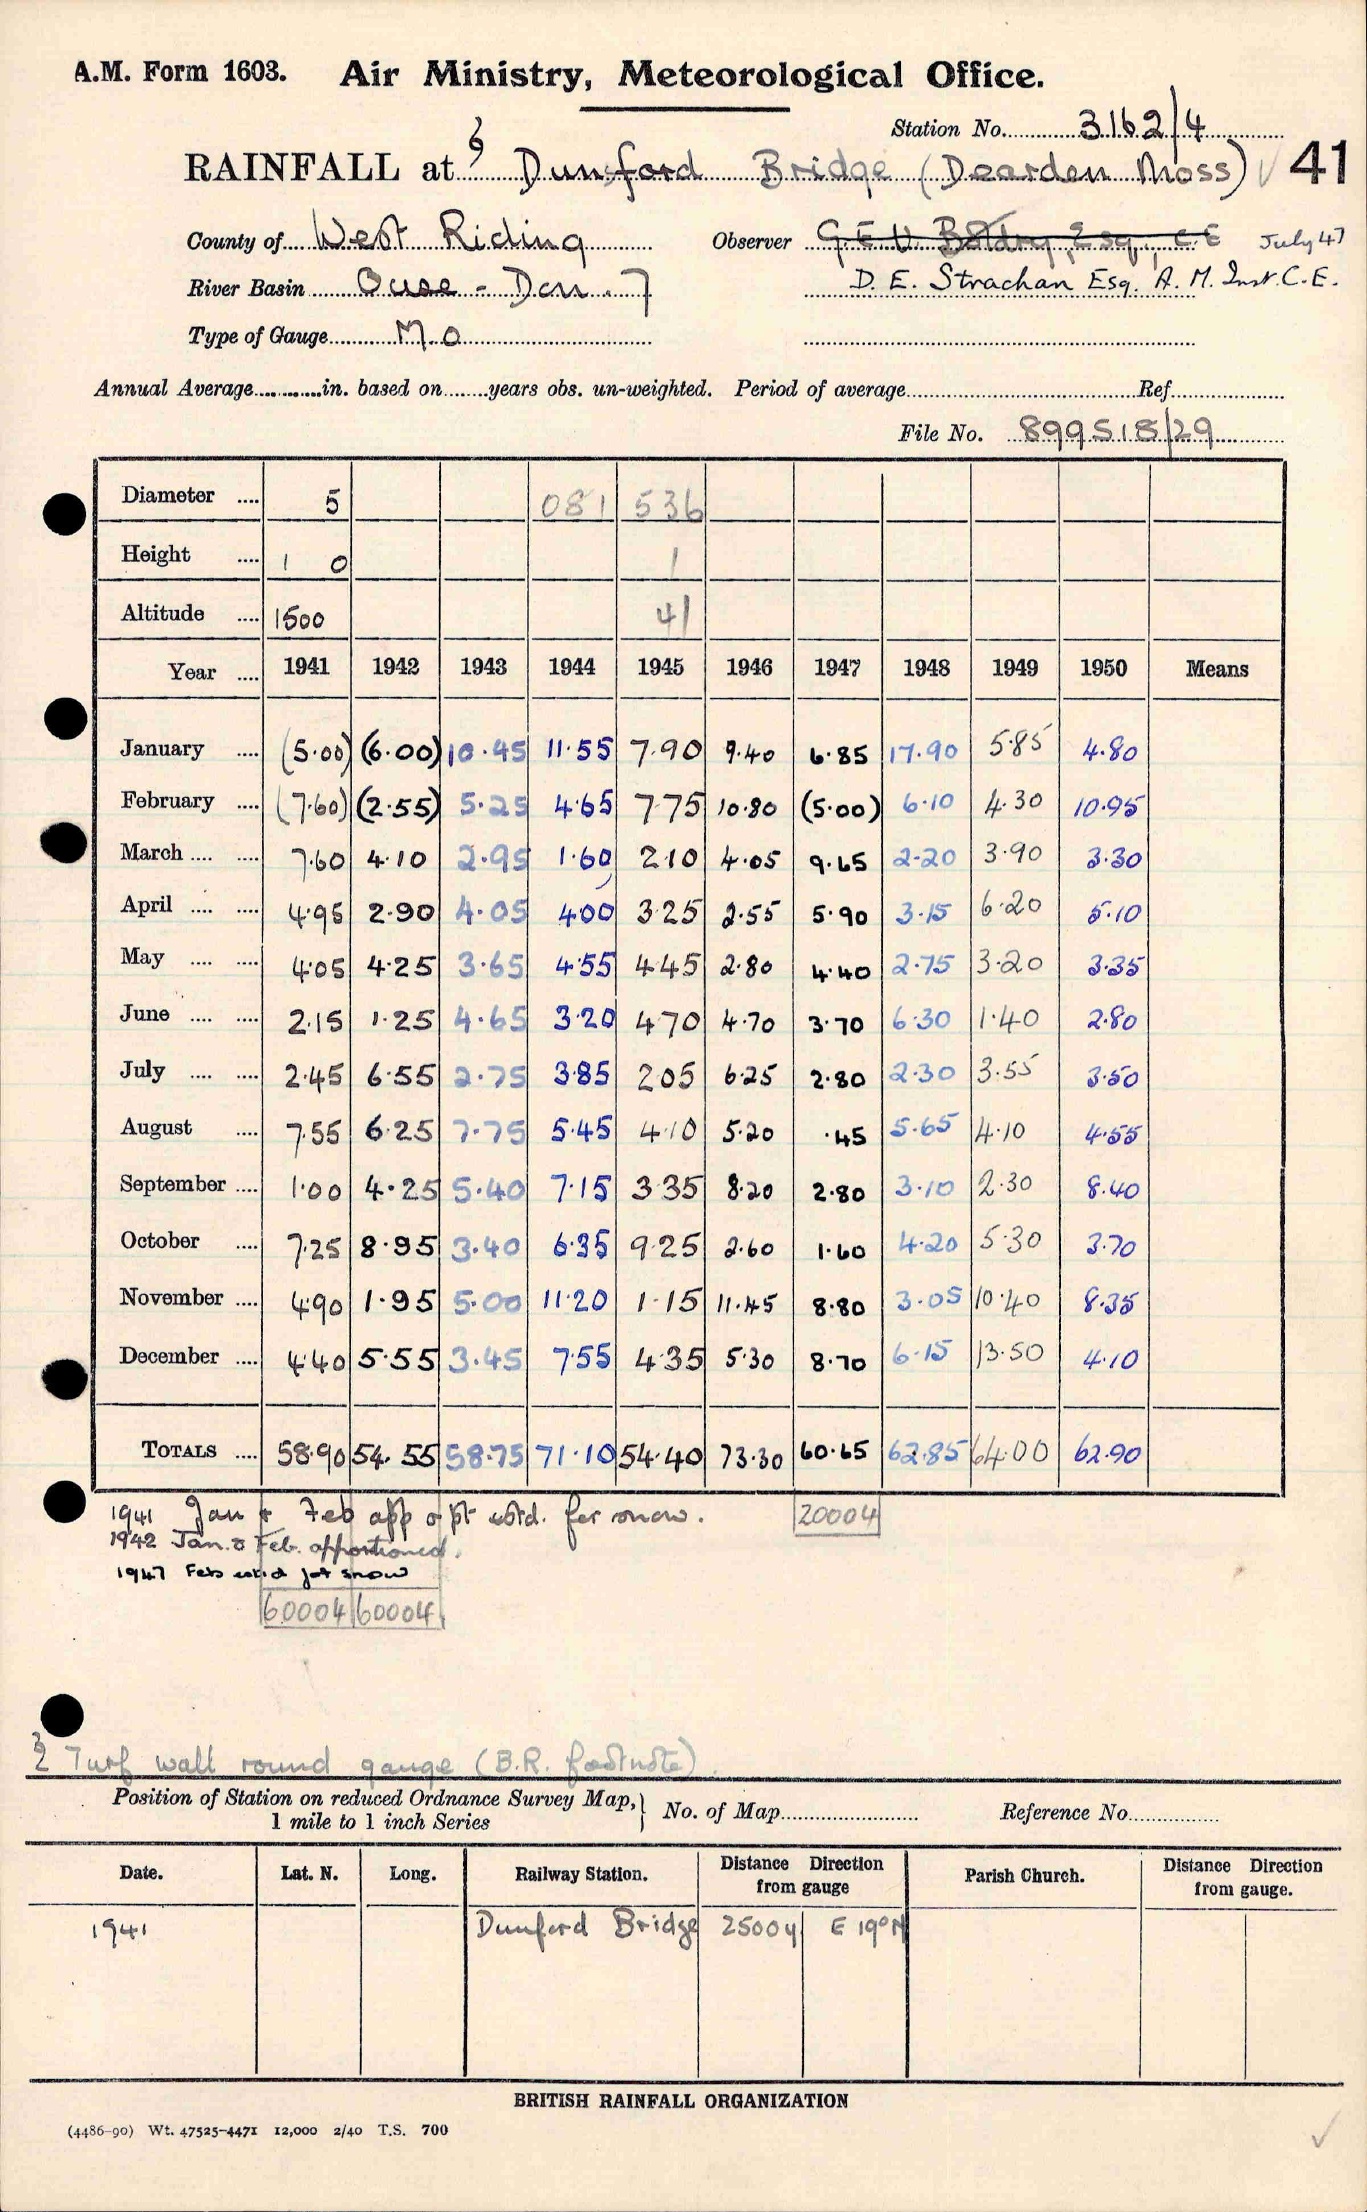 A.M. Form 1603. Air Ministry, Meteorological Office.
Station No. 3162/4
RAINFALL at Dunford Bridge (Dearden Moss) 41
County of West Riding Observer G.E.V. Boldry, Esq., C.E July 47
River Basin Ouse - Don. 7 D. E. Strachan Esq. A. M. Inst. C.E.
Type of Gauge M.O
Annual Average in. based on years obs. un-weighted. Period of average Ref.
File No. 899518/29
Diameter 5 081 536
Height 1 0 1
Altitude 1500 41
Year 1941 1942 1943 1944 1945 1946 1947 1948 1949 1950 Means
January (5.00) (6.00) 10.45 11.55 7.90 9.40 6.85 17.90 5.85 4.80
February (7.60) (2.55) 5.25 4.65 7.75 10.80 (5.00) 6.10 4.30 10.95
March 7.60 4.10 2.95 1.60 2.10 4.05 9.65 2.20 3.90 3.30
April 4.95 2.90 4.05 4.00 3.25 2.55 5.90 3.15 6.20 5.10
May 4.05 4.25 3.65 4.55 4.45 2.80 4.40 2.75 3.20 3.35
June 2.15 1.25 4.65 3.20 4.70 4.70 3.70 6.30 1.40 2.80
July 2.45 6.55 2.75 3.85 2.05 6.25 2.80 2.30 3.55 3.50
August 7.55 6.25 7.75 5.45 4.10 5.20 .45 5.65 4.10 4.55
September 1.00 4.25 5.40 7.15 3.35 8.20 2.80 3.10 2.30 8.40
October 7.25 8.95 3.40 6.35 9.25 2.60 1.60 4.20 5.30 3.70
November 4.90 1.95 5.00 11.20 1.15 11.45 8.80 3.05 10.40 8.35
December 4.40 5.55 3.45 7.55 4.35 5.30 8.70 6.15 13.50 4.10
TOTALS 58.90 54.55 58.75 71.10 54.40 73.30 60.65 62.85 64.00 62.90
1941 Jan & Feb app & pt estd. for snow. 20004
1942 Jan. & Feb. apportioned.
1947 Feb estd for snow
60004 60004
Turf wall round gauge (B.R. footnote).
Position of Station on reduced Ordnance Survey Map, No. of Map Reference No.
1 mile to 1 inch Series
Date. Lat. N. Long. Railway Station. Distance Direction from gauge Parish Church. Distance Direction from gauge.
1941 Dunford Bridge 2500y E 19° N
BRITISH RAINFALL ORGANIZATION
(4486-90) Wt. 47525-4471 12,000 2/40 T.S. 700